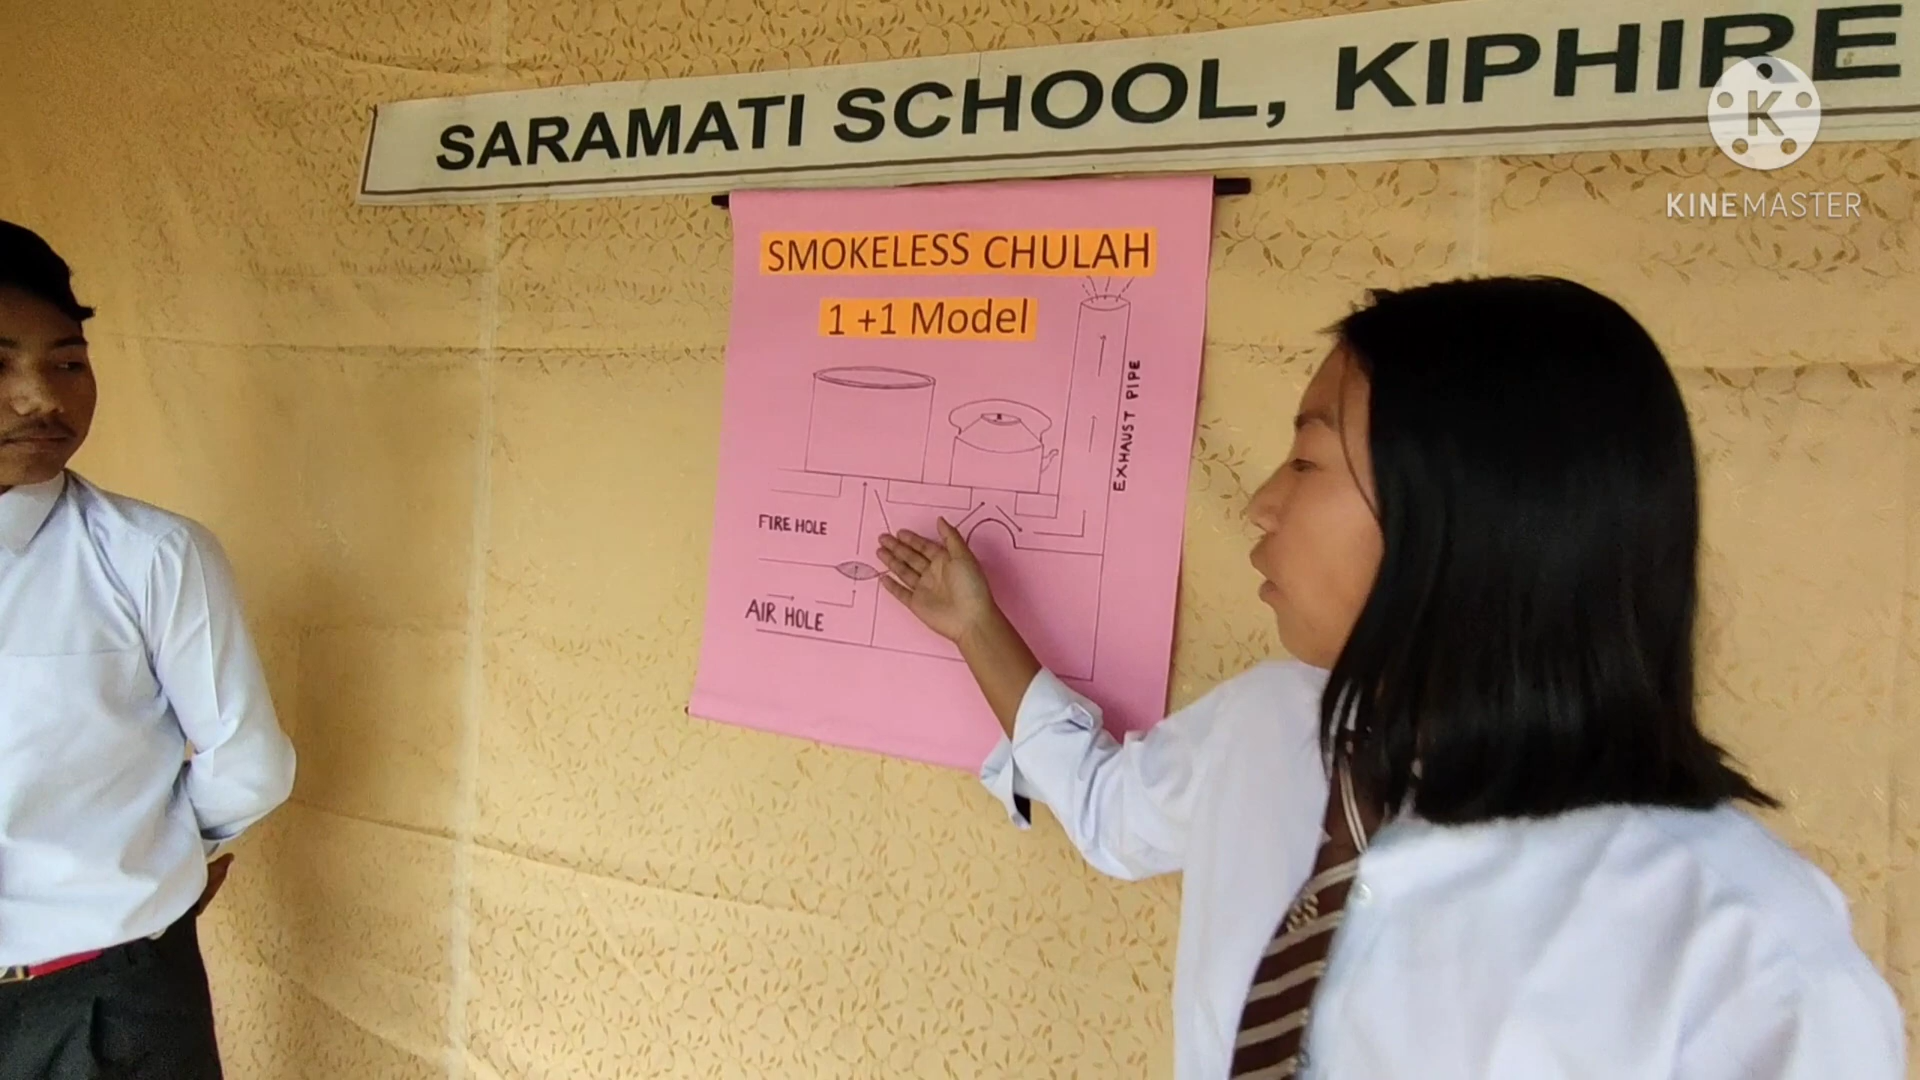 SARAMATI SCHOOL, KIPHIRE
K
KINEMASTER
SMOKELESS CHULAH
1 +1 Model
EXHAUST PIPE
FIRE HOLE
AIR HOLE